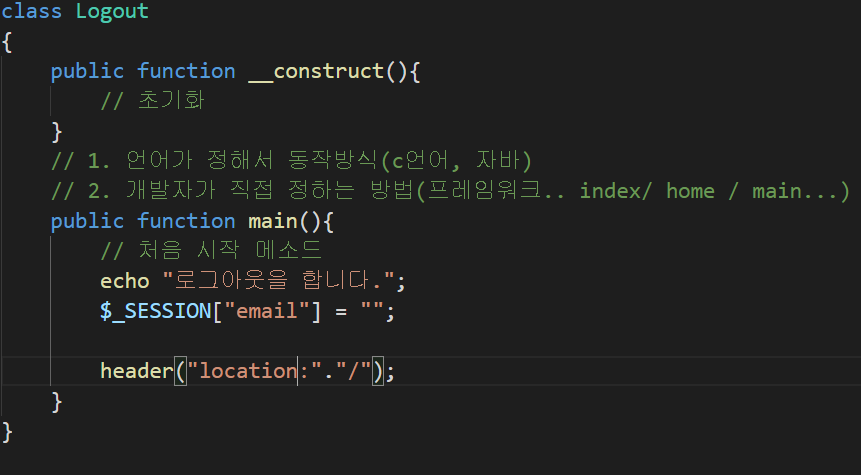 class Logout
{
public function __construct(){
// 초기화
}
// 1. 언어가 정해서 동작방식(c언어, 자바)
// 2. 개발자가 직접 정하는 방법(프레임워크.. index/ home / main...)
public function main(){
// 처음 시작 메소드
echo "로그아웃을 합니다.";
$_SESSION["email"] = "";
header("location:"."/");
}
}